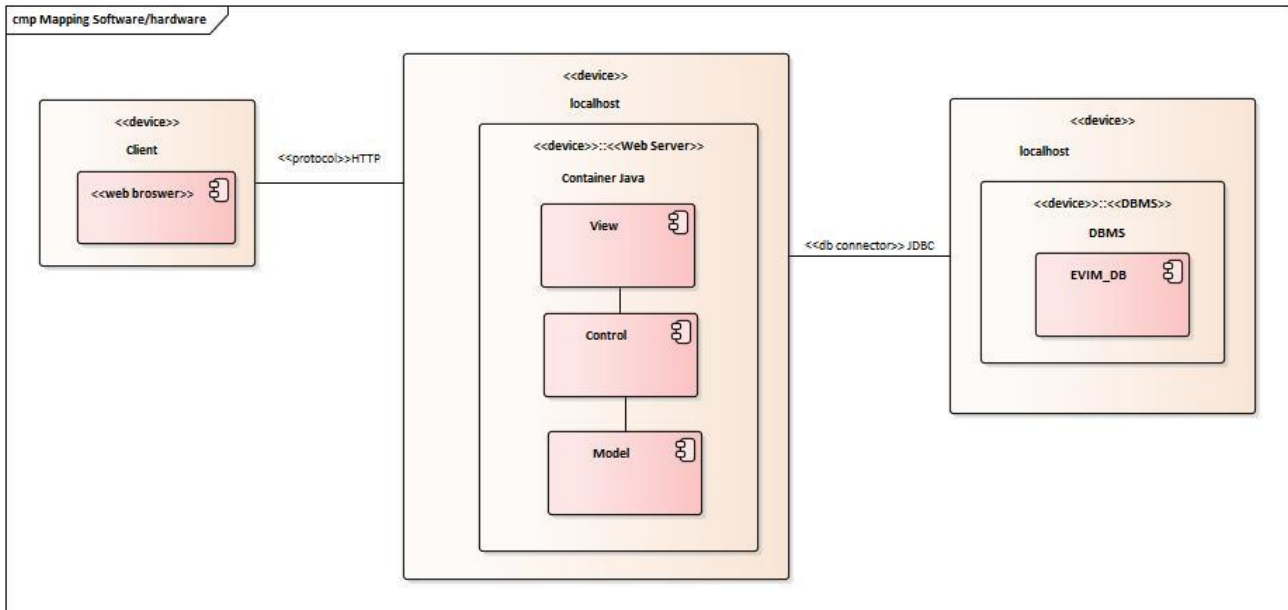 cmp Mapping Software/hardware
<<device>>
Client
<<web broswer>>
<<protocol>>HTTP
<<device>>
localhost
<<device>>::<<Web Server>>
Container Java
View
Control
Model
<<db connector>> JDBC
<<device>>
localhost
<<device>>::<<DBMS>>
DBMS
EVIM_DB